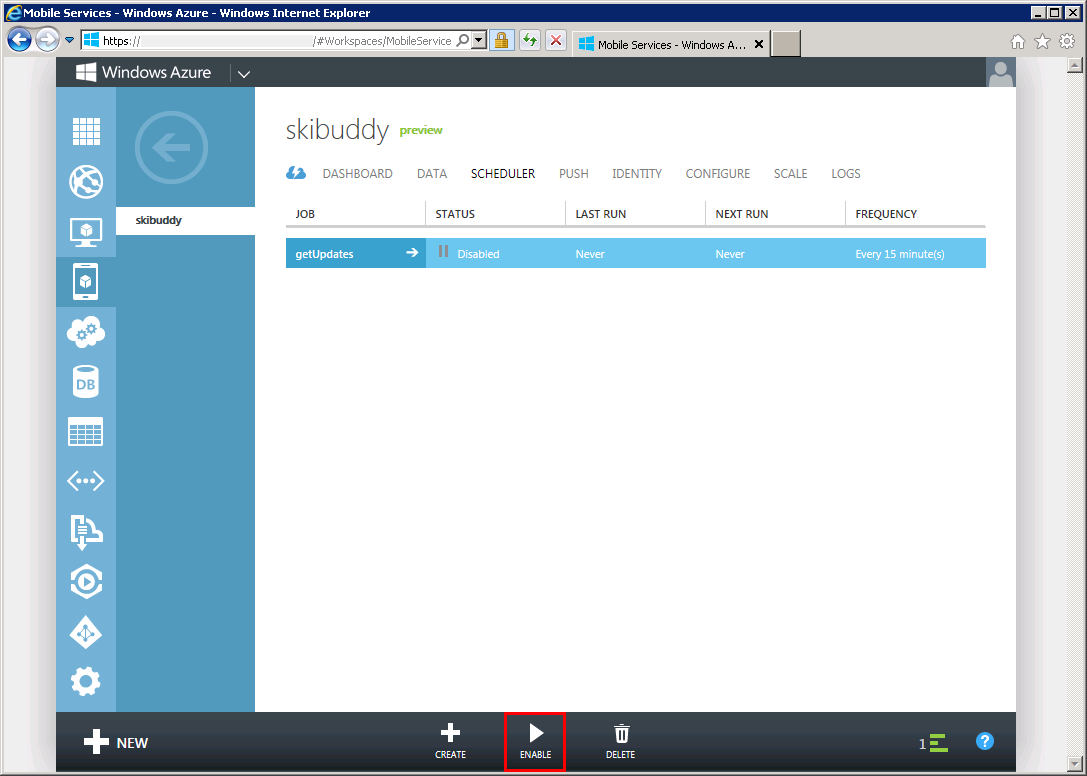 Mobile Services - Windows Azure - Windows Internet Explorer
https:// /#Workspaces/MobileService
Mobile Services - Windows A...
Windows Azure
skibuddy
skibuddy preview
DASHBOARD DATA SCHEDULER PUSH IDENTITY CONFIGURE SCALE LOGS
JOB STATUS LAST RUN NEXT RUN FREQUENCY
getUpdates Disabled Never Never Every 15 minute(s)
DB
NEW
CREATE
ENABLE
DELETE
1
?